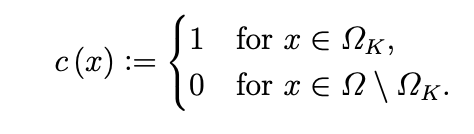 c(x) := { 1 for x ∈ Ω_K,
0 for x ∈ Ω \ Ω_K.